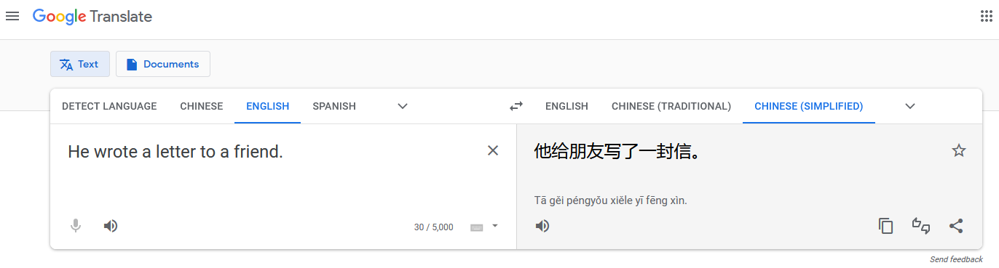 Google Translate
Text Documents
DETECT LANGUAGE CHINESE ENGLISH SPANISH ENGLISH CHINESE (TRADITIONAL) CHINESE (SIMPLIFIED)
He wrote a letter to a friend.
他给朋友写了一封信。
Tā gěi péngyǒu xiěle yī fēng xìn.
30 / 5,000
Send feedback